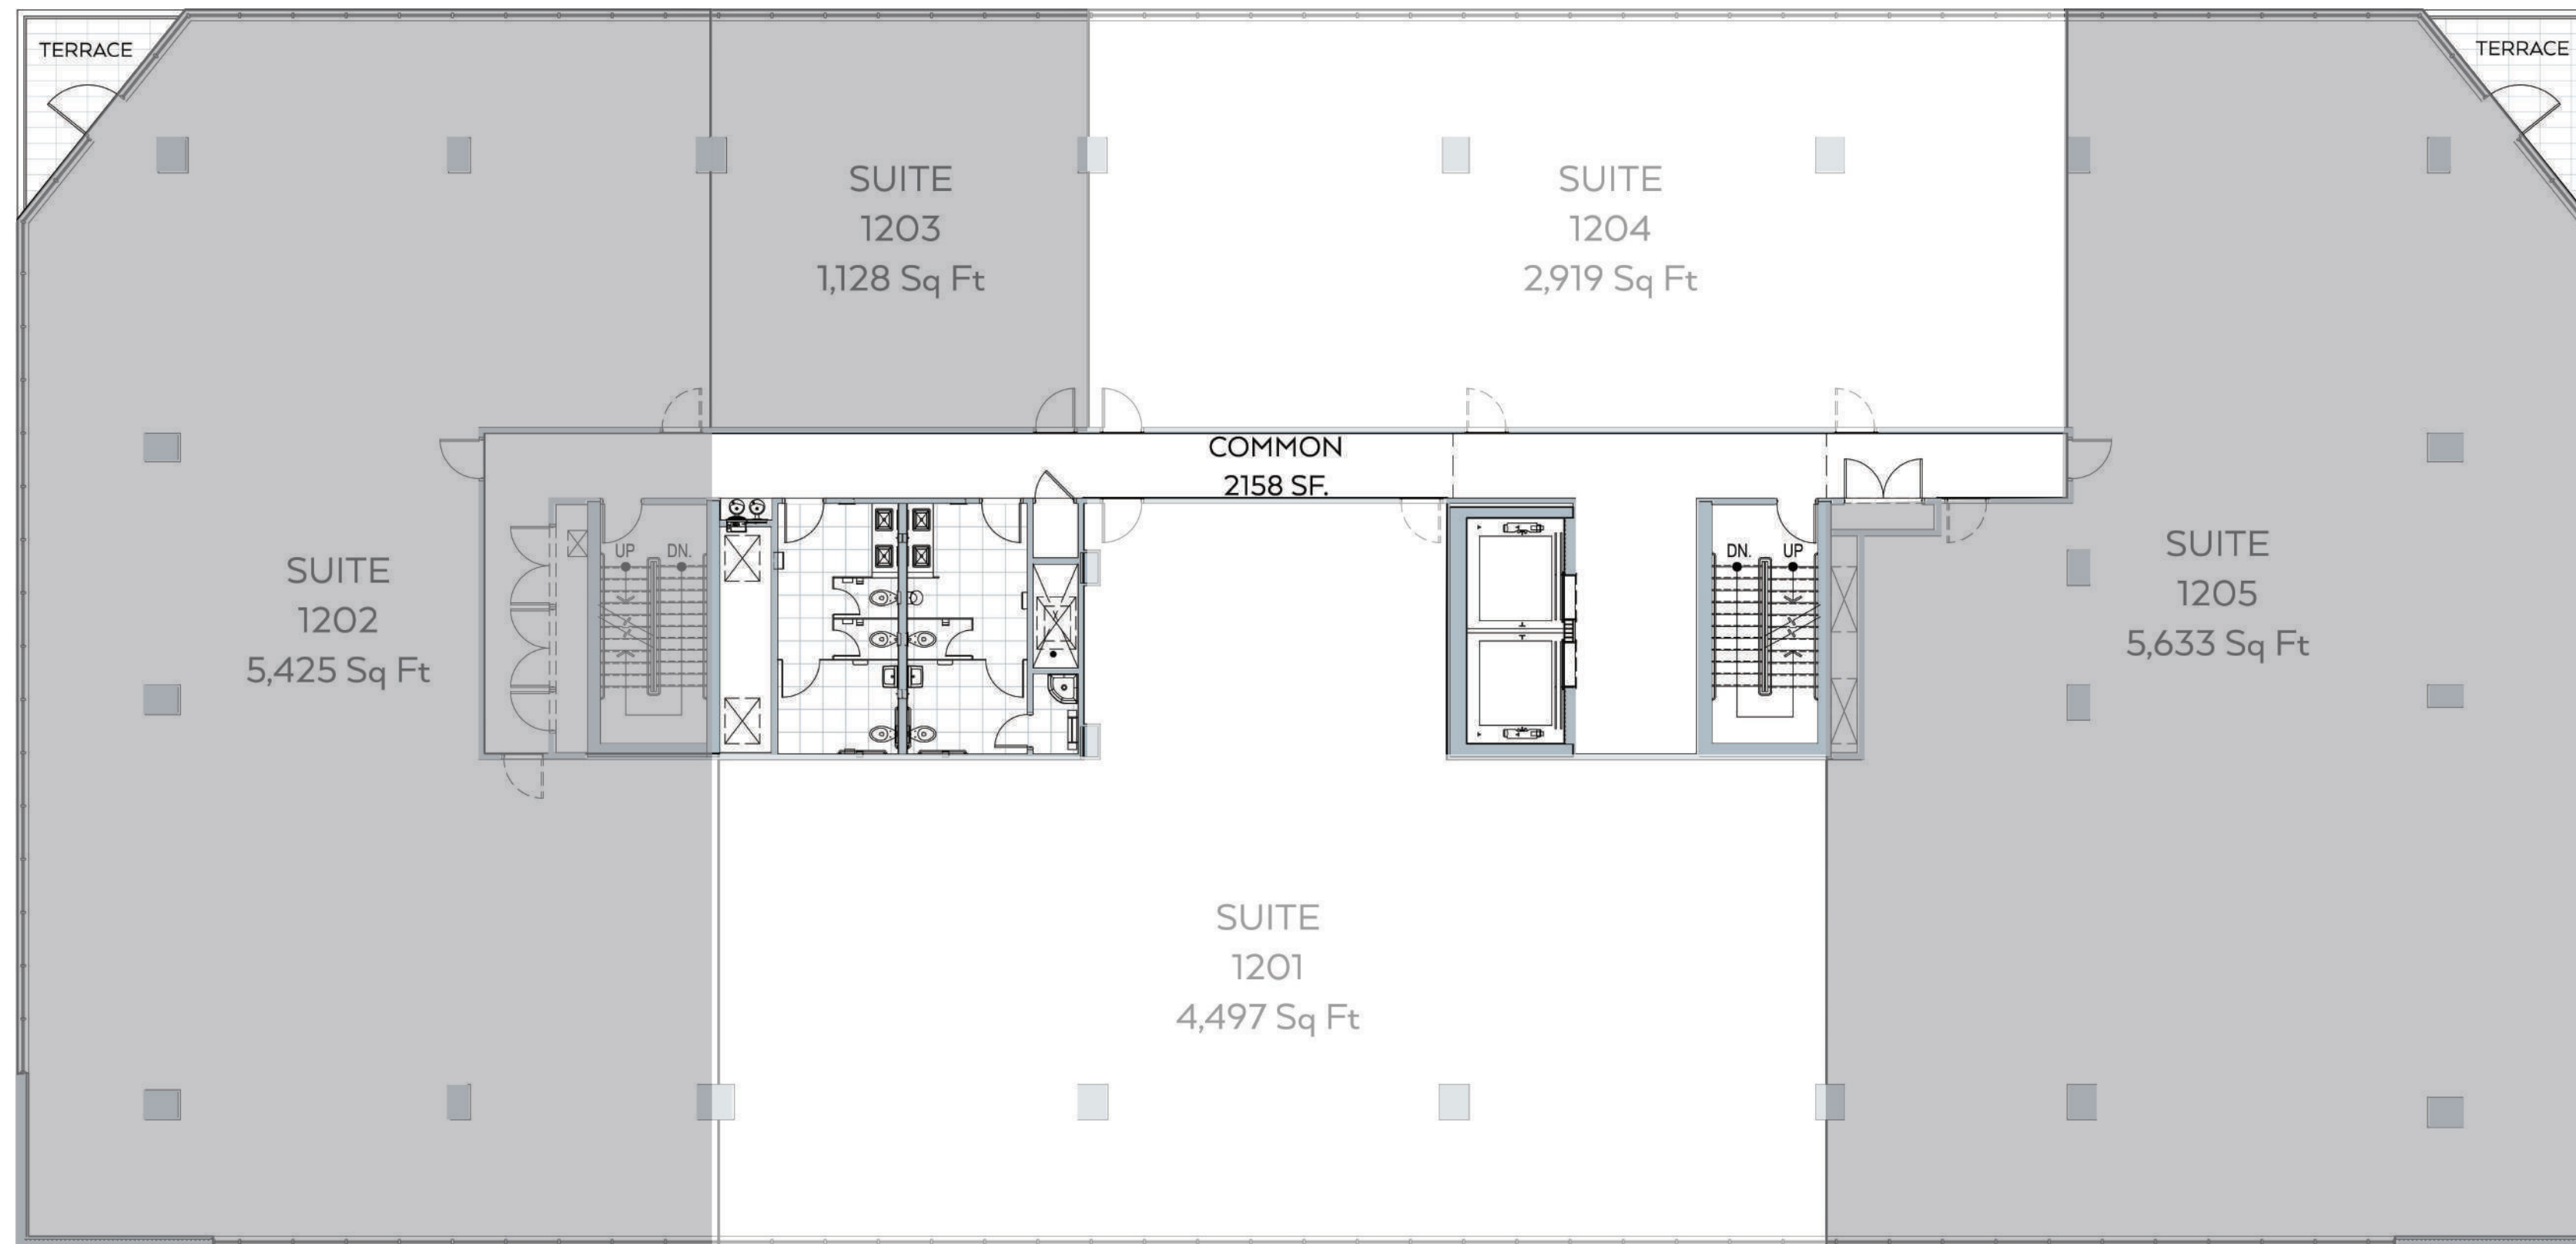 TERRACE
TERRACE
SUITE
1203
1,128 Sq Ft
SUITE
1204
2,919 Sq Ft
COMMON
2158 SF.
SUITE
1202
5,425 Sq Ft
UP
DN.
DN.
UP
SUITE
1205
5,633 Sq Ft
SUITE
1201
4,497 Sq Ft